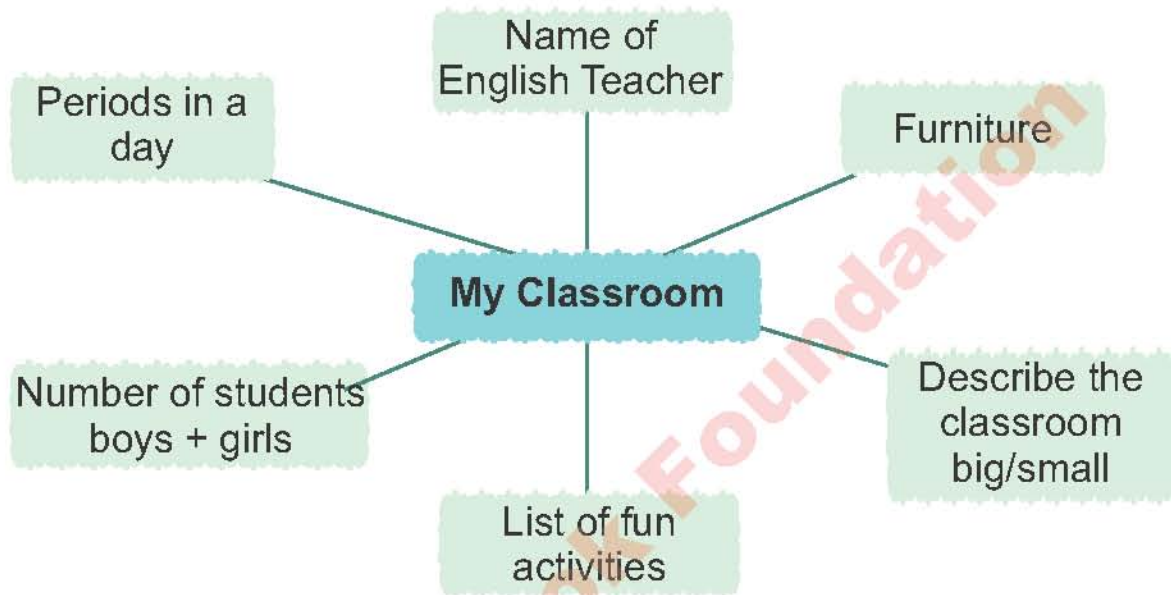 Name of
English Teacher
Periods in a
day
Furniture
My Classroom
Number of students
boys + girls
Describe the
classroom
big/small
List of fun
activities
ok Foundation